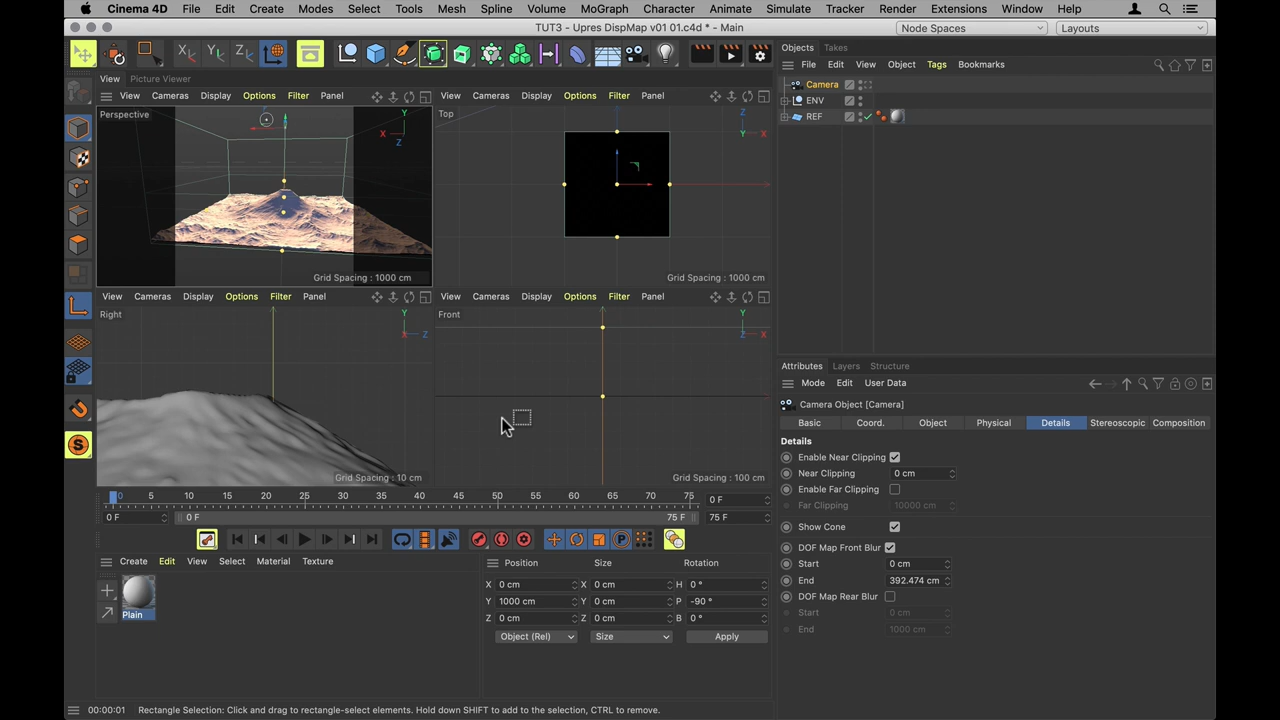 Cinema 4D File Edit Create Modes Select Tools Mesh Spline Volume MoGraph Character Animate Simulate Tracker Render Extensions Window Help
TUT3 - Upres DispMap v01 01.c4d * - Main
Node Spaces Layouts
X Y Z
Objects Takes
File Edit View Object Tags Bookmarks
Camera
ENV
REF
View Picture Viewer
View Cameras Display Options Filter Panel
Perspective
Y
X
Z
Grid Spacing : 1000 cm
View Cameras Display Options Filter Panel
Top
Z
Y X
Grid Spacing : 1000 cm
View Cameras Display Options Filter Panel
Right
Y
X Z
Grid Spacing : 10 cm
View Cameras Display Options Filter Panel
Front
Y
Z X
Grid Spacing : 100 cm
S
0 5 10 15 20 25 30 35 40 45 50 55 60 65 70 75
0 F
0 F 0 F 75 F 75 F
P
Create Edit View Select Material Texture
Plain
Position Size Rotation
X 0 cm X 0 cm H 0 °
Y 1000 cm Y 0 cm P -90 °
Z 0 cm Z 0 cm B 0 °
Object (Rel) Size Apply
Attributes Layers Structure
Mode Edit User Data
Camera Object [Camera]
Basic Coord. Object Physical Details Stereoscopic Composition
Details
Enable Near Clipping
Near Clipping 0 cm
Enable Far Clipping
Far Clipping 10000 cm
Show Cone
DOF Map Front Blur
Start 0 cm
End 392.474 cm
DOF Map Rear Blur
Start 0 cm
End 1000 cm
00:00:01 Rectangle Selection: Click and drag to rectangle-select elements. Hold down SHIFT to add to the selection, CTRL to remove.